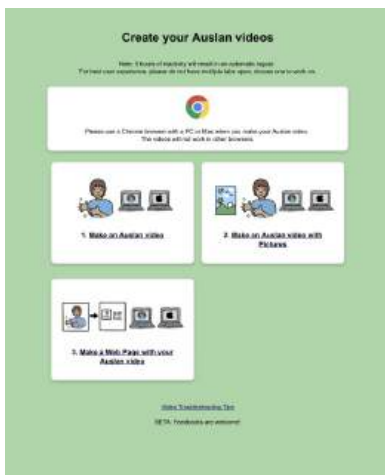 Create your Auslan videos
Note: 5 hours of inactivity will result in an automatic logout.
For best user experience, please do not have multiple tabs open, choose one to work on.
Please use a Chrome browser with a PC or Mac when you make your Auslan video.
The videos will not work in other browsers.
1. Make an Auslan video
2. Make an Auslan video with
Pictures
3. Make a Web Page with your
Auslan video
Video Troubleshooting Tips
BETA: Feedbacks are welcome!